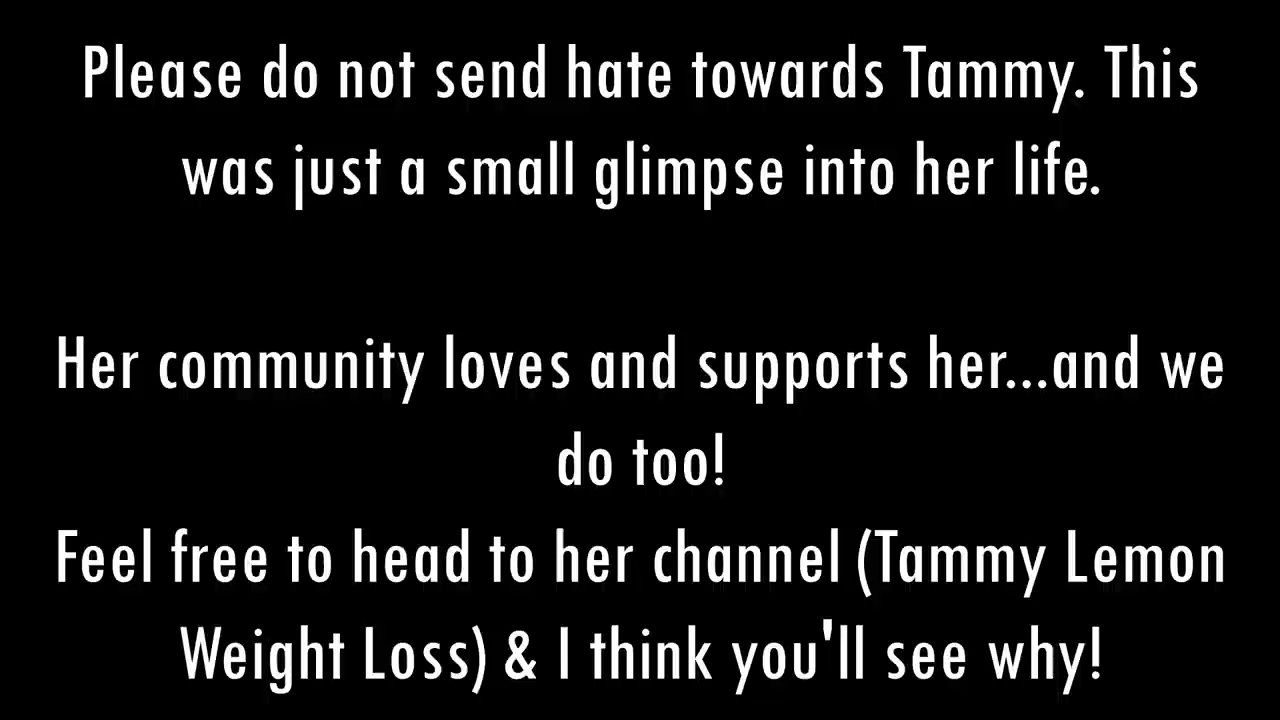 Please do not send hate towards Tammy. This
was just a small glimpse into her life.
Her community loves and supports her...and we
do too!
Feel free to head to her channel (Tammy Lemon
Weight Loss) & I think you'll see why!